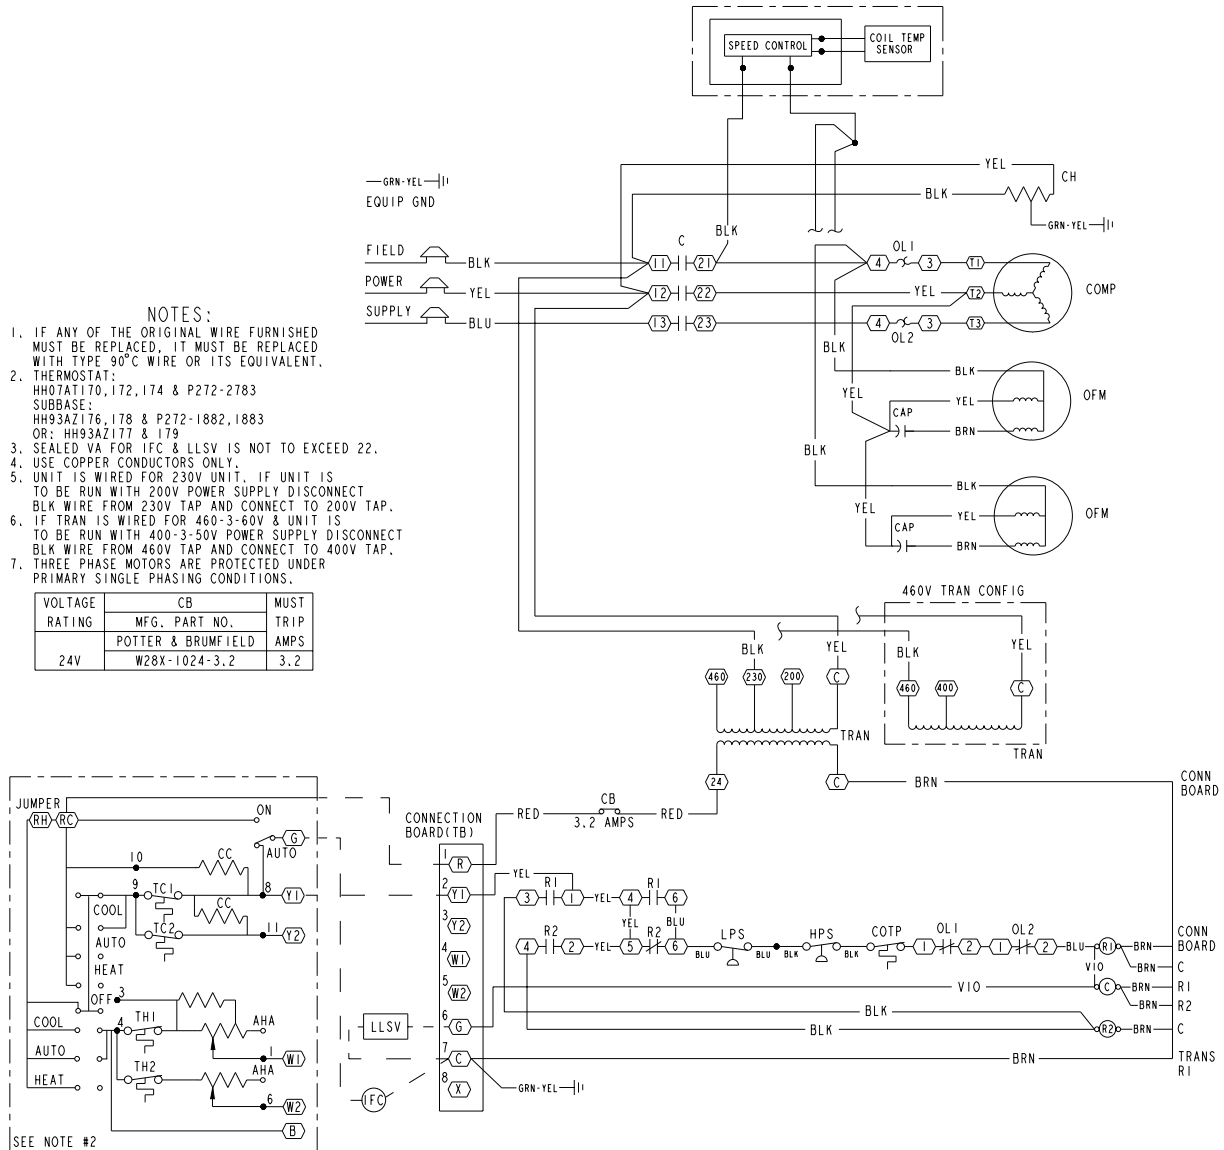 SPEED CONTROL
COIL TEMP
SENSOR
YEL
CH
GRN-YEL
EQUIP GND
BLK
GRN-YEL
BLK
C
FIELD
BLK
11
21
4
OL1
3
T1
POWER
YEL
12
22
YEL
T2
COMP
SUPPLY
BLU
13
23
4
OL2
3
T3
BLK
BLK
YEL
YEL
OFM
CAP
BRN
BLK
BLK
YEL
YEL
OFM
CAP
BRN
NOTES:
1. IF ANY OF THE ORIGINAL WIRE FURNISHED
MUST BE REPLACED, IT MUST BE REPLACED
WITH TYPE 90°C WIRE OR ITS EQUIVALENT.
2. THERMOSTAT:
HH07AT170,172,174 & P272-2783
SUBBASE:
HH93AZ176,178 & P272-1882,1883
OR: HH93AZ177 & 179
3. SEALED VA FOR IFC & LLSV IS NOT TO EXCEED 22.
4. USE COPPER CONDUCTORS ONLY.
5. UNIT IS WIRED FOR 230V UNIT. IF UNIT IS
TO BE RUN WITH 200V POWER SUPPLY DISCONNECT
BLK WIRE FROM 230V TAP AND CONNECT TO 200V TAP.
6. IF TRAN IS WIRED FOR 460-3-60V & UNIT IS
TO BE RUN WITH 400-3-50V POWER SUPPLY DISCONNECT
BLK WIRE FROM 460V TAP AND CONNECT TO 400V TAP.
7. THREE PHASE MOTORS ARE PROTECTED UNDER
PRIMARY SINGLE PHASING CONDITIONS.
VOLTAGE CB MUST
RATING MFG. PART NO. TRIP
POTTER & BRUMFIELD AMPS
24V W28X-1024-3.2 3.2
460V TRAN CONFIG
BLK
YEL
BLK
YEL
460
230
200
C
460
400
C
TRAN
TRAN
24
C
BRN
CONN
BOARD
JUMPER
RH
RC
ON
G
AUTO
CONNECTION
BOARD(TB)
RED
CB
3.2 AMPS
RED
1
R
10
CC
9
TC1
8
Y1
COOL
CC
TC2
11
Y2
AUTO
HEAT
OFF
3
COOL
4
TH1
AHA
AUTO
1
W1
TH2
AHA
HEAT
6
W2
B
SEE NOTE #2
2
Y1
YEL
3
R1
1
YEL
4
R1
6
3
Y2
YEL
BLU
4
W1
4
R2
2
YEL
5
R2
6
BLU
LPS
BLU
BLK
HPS
BLK
COTP
1
OL1
2
1
OL2
2
BLU
R1
BRN
CONN
BOARD
VIO
BRN
C
5
W2
VIO
C
BRN
R1
BRN
R2
LLSV
6
G
BLK
BLK
R2
BRN
C
7
C
BRN
TRANS
R1
8
X
GRN-YEL
IFC